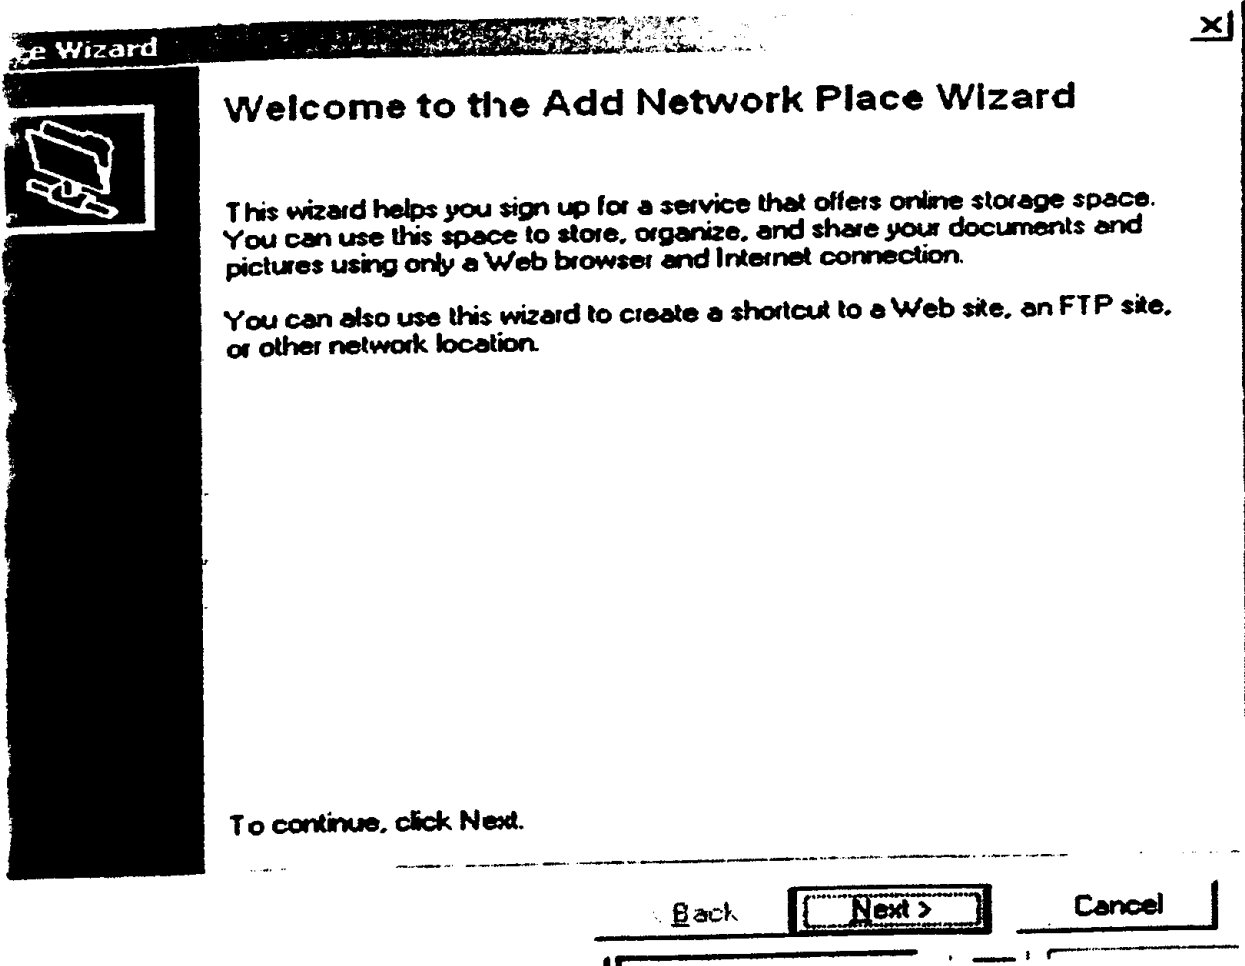 e Wizard
Welcome to the Add Network Place Wizard
This wizard helps you sign up for a service that offers online storage space.
You can use this space to store, organize, and share your documents and
pictures using only a Web browser and Internet connection.
You can also use this wizard to create a shortcut to a Web site, an FTP site,
or other network location.
To continue, click Next.
Back
Next >
Cancel